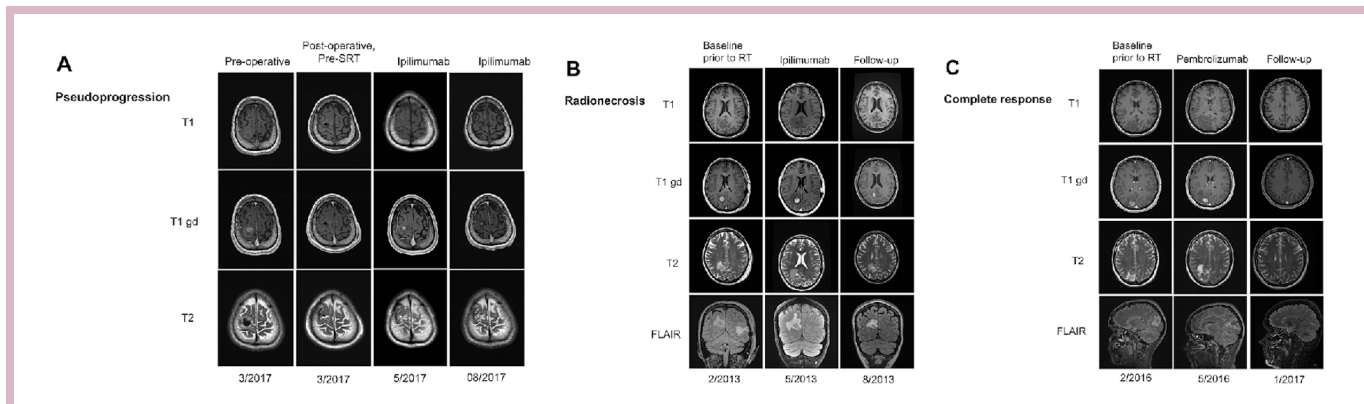 A
Pseudoprogression
Pre-operative
Post-operative,
Pre-SRT
Ipilimumab
Ipilimumab
T1
T1 gd
T2
3/2017
3/2017
5/2017
08/2017
B
Radionecrosis
Baseline
prior to RT
Ipilimumab
Follow-up
T1
T1 gd
T2
FLAIR
2/2013
5/2013
8/2013
C
Complete response
Baseline
prior to RT
Pembrolizumab
Follow-up
T1
T1 gd
T2
FLAIR
2/2016
5/2016
1/2017